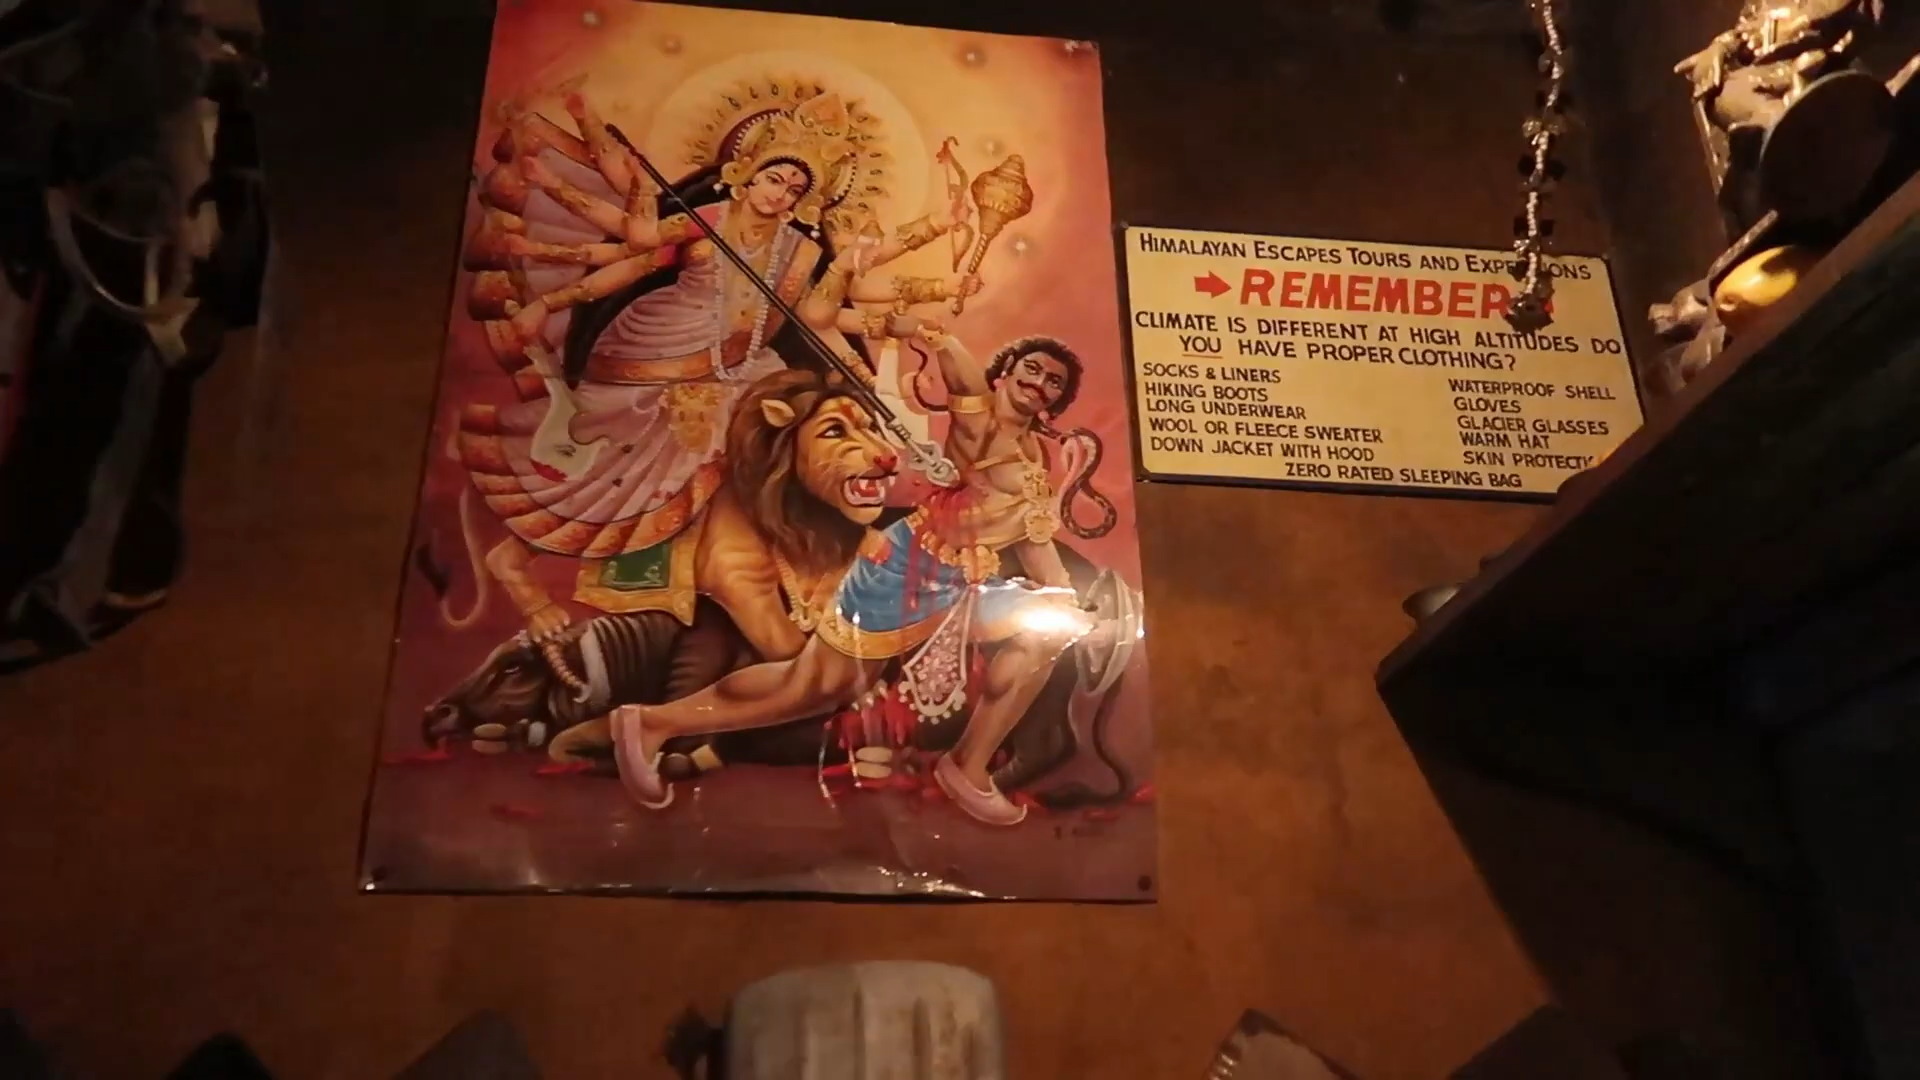 HIMALAYAN ESCAPES TOURS AND
REMEMBER
CLIMATE IS DIFFERENT AT HIGH ALTITUDES DO
YOU HAVE PROPER CLOTHING?
SOCKS & LINERS
HIKING BOOTS
LONG UNDERWEAR
WOOL OR FLEECE SWEATER
DOWN JACKET WITH HOOD
WATERPROOF SHELL
GLOVES
GLACIER GLASSES
WARM HAT
SKIN
ZERO RATED SLEEPING BAG